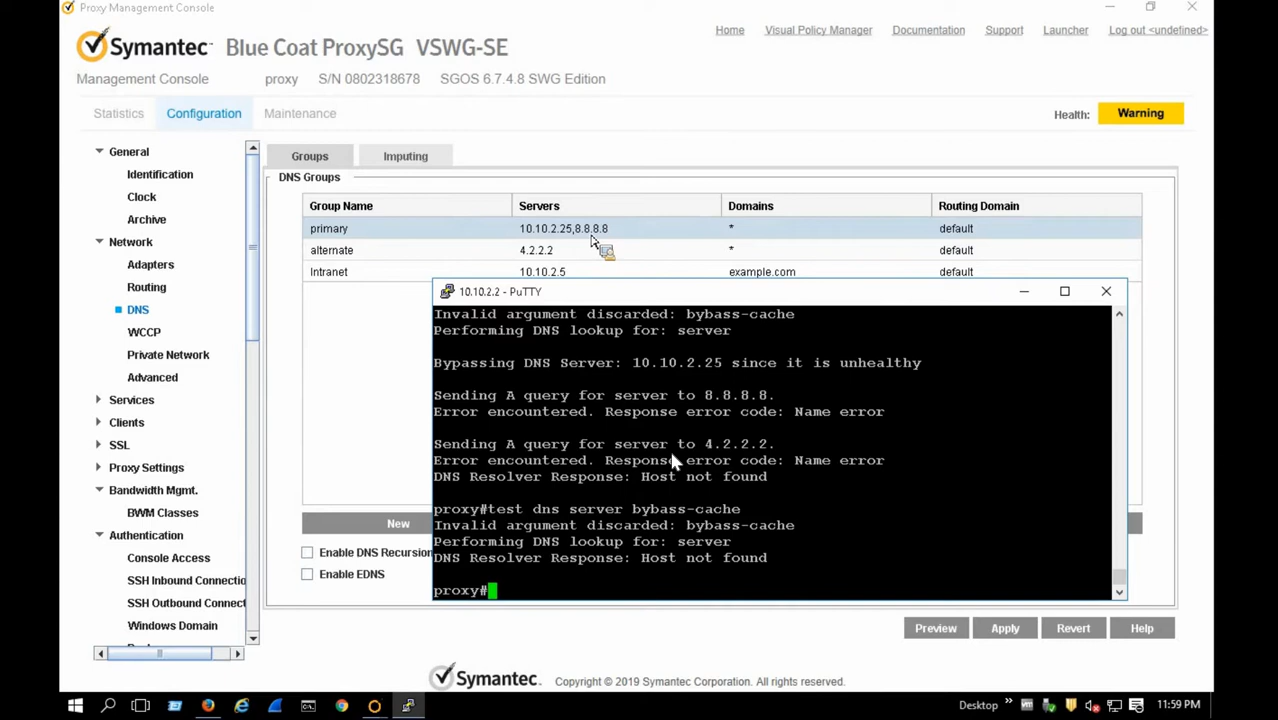 Proxy Management Console
Symantec Blue Coat ProxySG VSWG-SE
Home Visual Policy Manager Documentation Support Launcher Log out <undefined>
Management Console proxy S/N 0802318678 SGOS 6.7.4.8 SWG Edition
Statistics Configuration Maintenance
Health: Warning
General
Identification
Clock
Archive
Network
Adapters
Routing
DNS
WCCP
Private Network
Advanced
Services
Clients
SSL
Proxy Settings
Bandwidth Mgmt.
BWM Classes
Authentication
Console Access
SSH Inbound Connectio
SSH Outbound Connect
Windows Domain
Groups Imputing
DNS Groups
Group Name Servers Domains Routing Domain
primary 10.10.2.25,8.8.8.8 * default
alternate 4.2.2.2 * default
Intranet 10.10.2.5 example.com default
New
Enable DNS Recursion
Enable EDNS
10.10.2.2 - PuTTY
Invalid argument discarded: bybass-cache
Performing DNS lookup for: server
Bypassing DNS Server: 10.10.2.25 since it is unhealthy
Sending A query for server to 8.8.8.8.
Error encountered. Response error code: Name error
Sending A query for server to 4.2.2.2.
Error encountered. Response error code: Name error
DNS Resolver Response: Host not found
proxy#test dns server bybass-cache
Invalid argument discarded: bybass-cache
Performing DNS lookup for: server
DNS Resolver Response: Host not found
proxy#
Preview Apply Revert Help
Symantec. Copyright © 2019 Symantec Corporation. All rights reserved.
Desktop » 11:59 PM